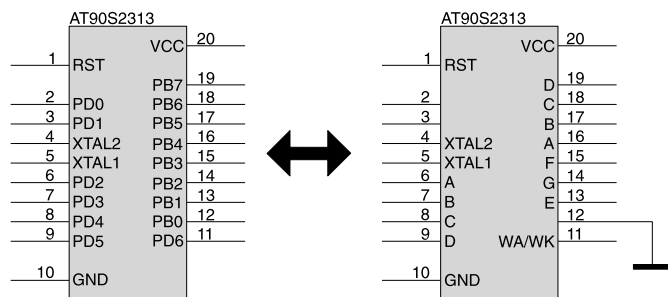 AT90S2313
VCC 20
1 RST
PB7 19
2 PD0 PB6 18
3 PD1 PB5 17
4 XTAL2 PB4 16
5 XTAL1 PB3 15
6 PD2 PB2 14
7 PD3 PB1 13
8 PD4 PB0 12
9 PD5 PD6 11
10 GND
AT90S2313
VCC 20
1 RST
D 19
2 C 18
3 B 17
4 XTAL2 A 16
5 XTAL1 F 15
6 A G 14
7 B E 13
8 C 12
9 D WA/WK 11
10 GND